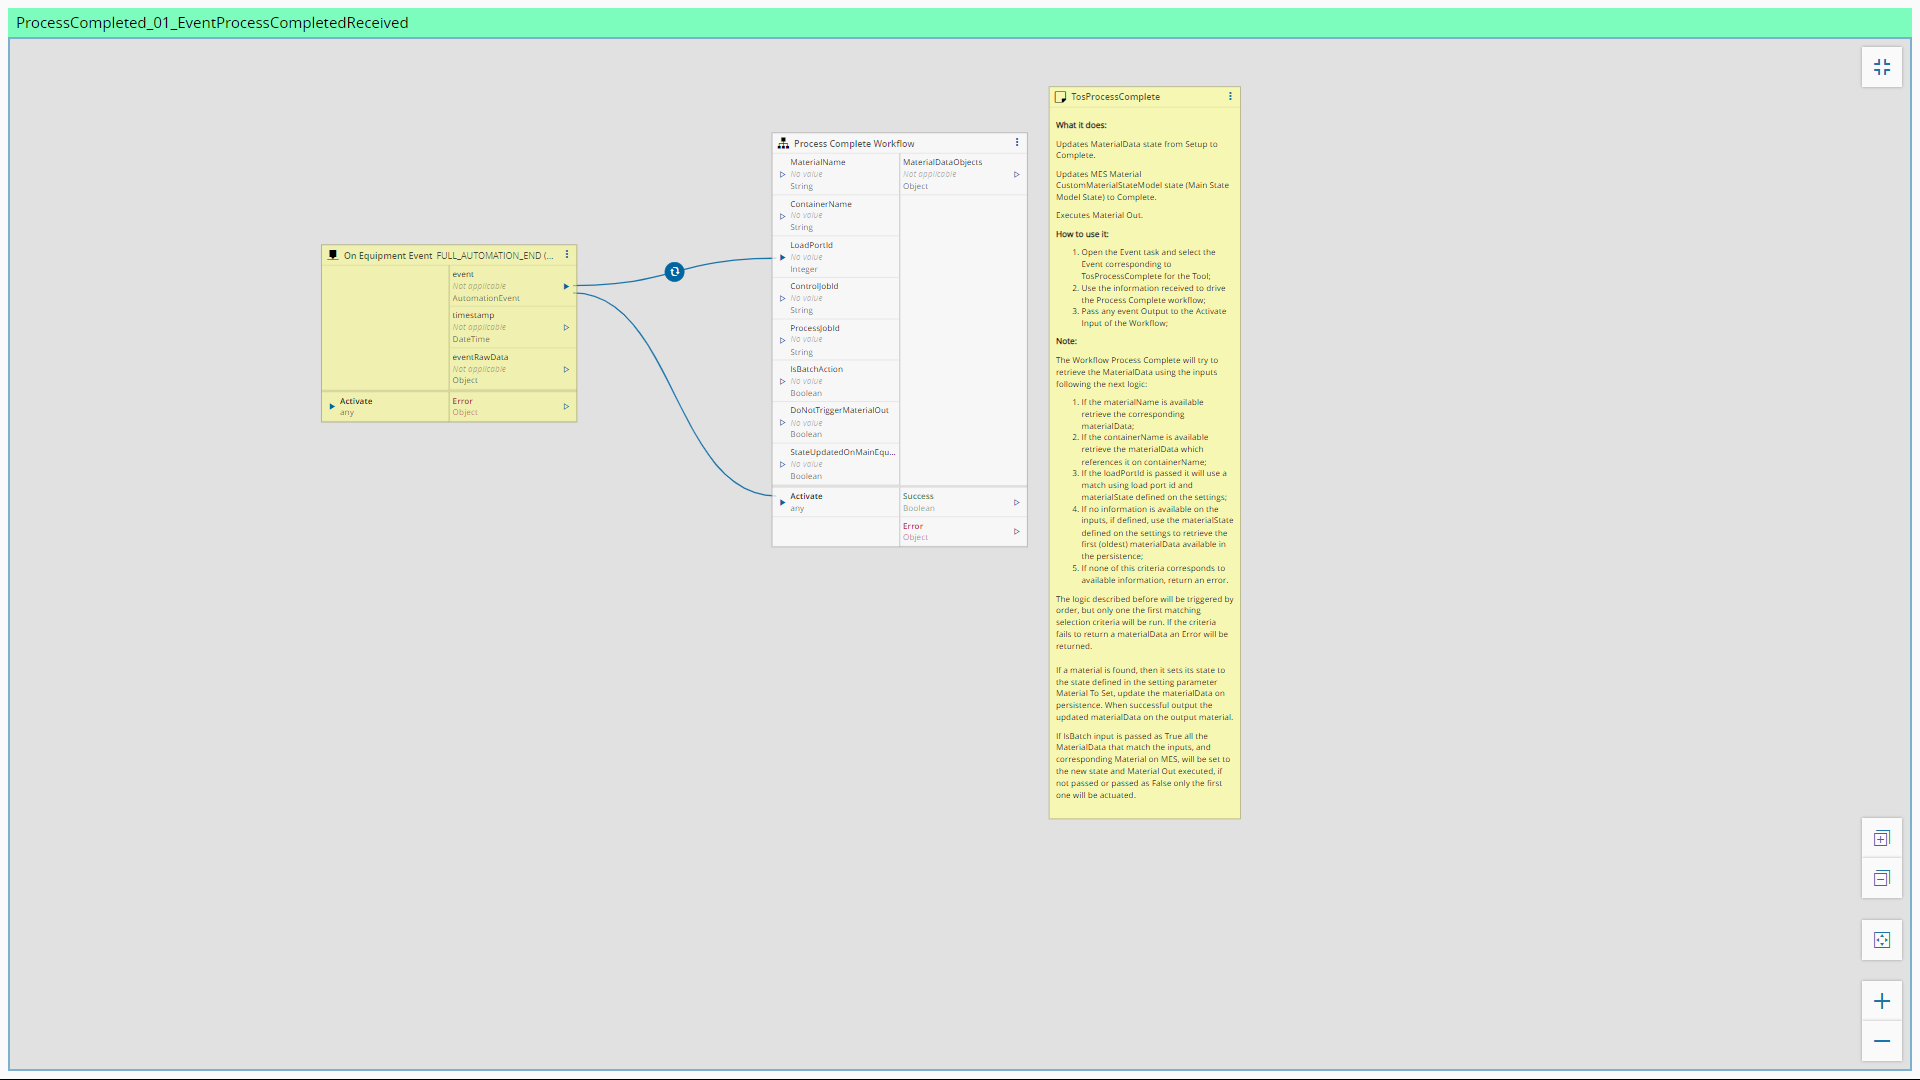 ProcessCompleted_01_EventProcessCompletedReceived
On Equipment Event FULL_AUTOMATION_END (...
event
Not applicable
AutomationEvent
timestamp
Not applicable
DateTime
eventRawData
Not applicable
Object
Activate
any
Error
Object
Process Complete Workflow
MaterialName
No value
String
ContainerName
No value
String
LoadPortId
No value
Integer
ControlJobId
No value
String
ProcessJobId
No value
String
IsBatchAction
No value
Boolean
DoNotTriggerMaterialOut
No value
Boolean
StateUpdatedOnMainEqu...
No value
Boolean
MaterialDataObjects
Not applicable
Object
Activate
any
Success
Boolean
Error
Object
TosProcessComplete
What it does:
Updates MaterialData state from Setup to
Complete.
Updates MES Material
CustomMaterialStateModel state (Main State
Model State) to Complete.
Executes Material Out.
How to use it:
1. Open the Event task and select the
Event corresponding to
TosProcessComplete for the Tool;
2. Use the information received to drive
the Process Complete workflow;
3. Pass any event Output to the Activate
Input of the Workflow;
Note:
The Workflow Process Complete will try to
retrieve the MaterialData using the inputs
following the next logic:
1. If the materialName is available
retrieve the corresponding
materialData;
2. If the containerName is available
retrieve the materialData which
references it on containerName;
3. If the loadPortId is passed it will use a
match using load port id and
materialState defined on the settings;
4. If no information is available on the
inputs, if defined, use the materialState
defined on the settings to retrieve the
first (oldest) materialData available in
the persistence;
5. If none of this criteria corresponds to
available information, return an error.
The logic described before will be triggered by
order, but only one the first matching
selection criteria will be run. If the criteria
fails to return a materialData an Error will be
returned.
If a material is found, then it sets its state to
the state defined in the setting parameter
Material To Set, update the materialData on
persistence. When successful output the
updated materialData on the output material.
If IsBatch input is passed as True all the
MaterialData that match the inputs, and
corresponding Material on MES, will be set to
the new state and Material Out executed, if
not passed or passed as False only the first
one will be actuated.